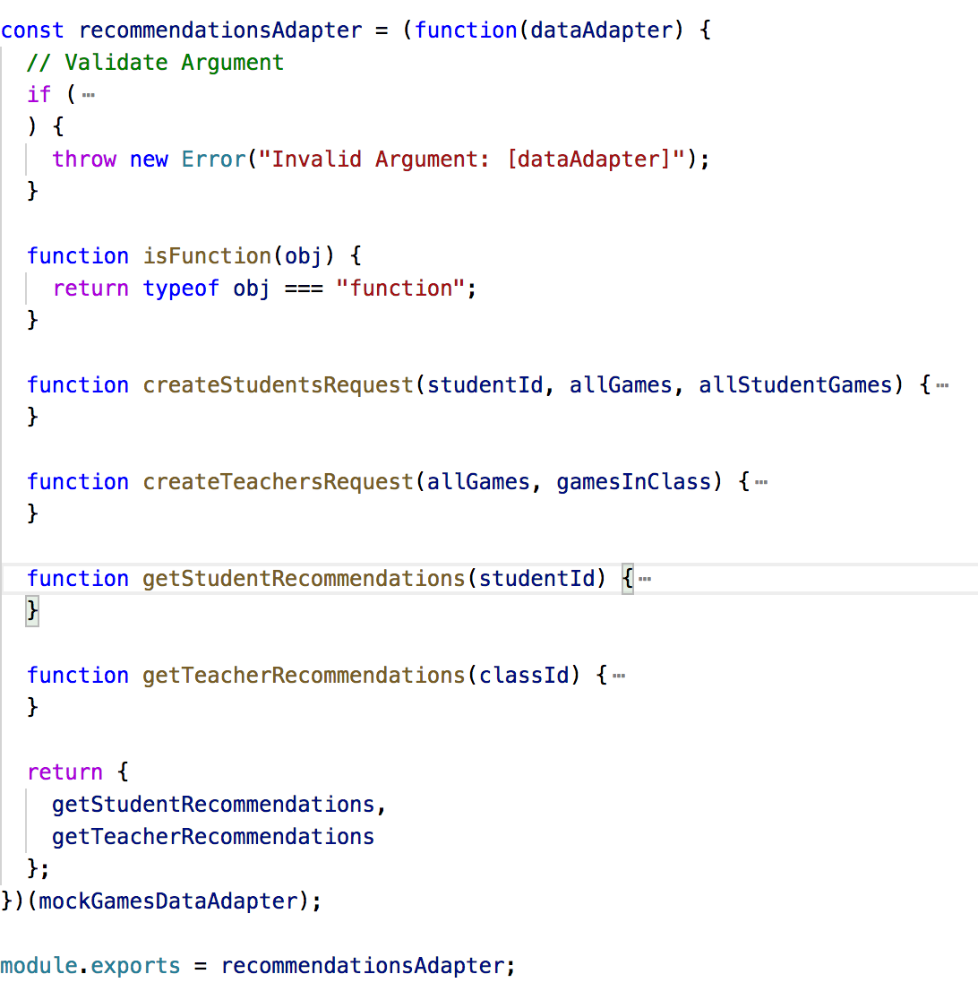 const recommendationsAdapter = (function(dataAdapter) {
  // Validate Argument
  if (⋯
  ) {
    throw new Error("Invalid Argument: [dataAdapter]");
  }

  function isFunction(obj) {
    return typeof obj === "function";
  }

  function createStudentsRequest(studentId, allGames, allStudentGames) {⋯
  }

  function createTeachersRequest(allGames, gamesInClass) {⋯
  }

  function getStudentRecommendations(studentId) {⋯
  }

  function getTeacherRecommendations(classId) {⋯
  }

  return {
    getStudentRecommendations,
    getTeacherRecommendations
  };
})(mockGamesDataAdapter);

module.exports = recommendationsAdapter;